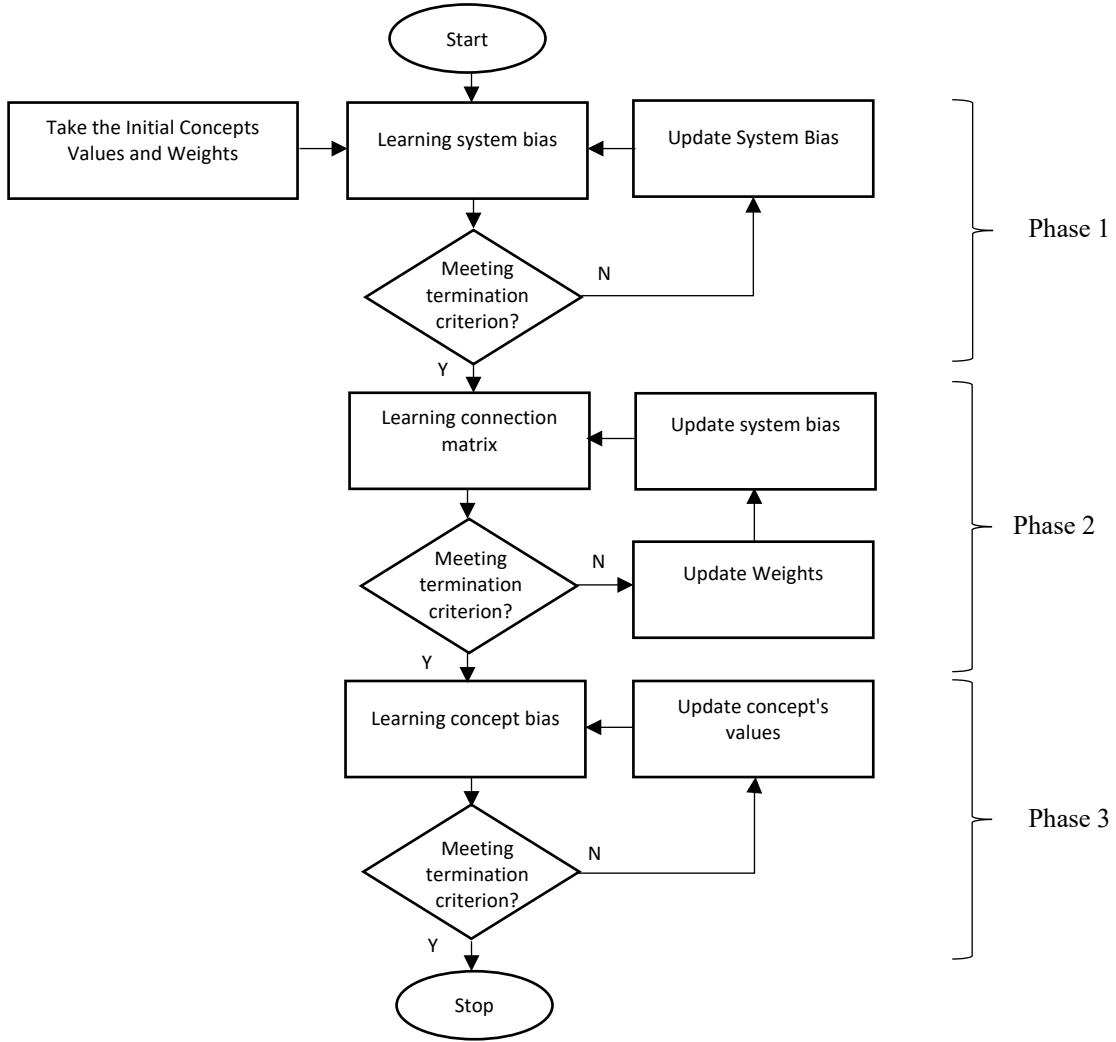 Start
Take the Initial Concepts
Values and Weights
Learning system bias
Update System Bias
Phase 1
Meeting
termination
criterion?
N
Y
Learning connection
matrix
Update system bias
Phase 2
Meeting
termination
criterion?
N
Update Weights
Y
Learning concept bias
Update concept's
values
Phase 3
Meeting
termination
criterion?
N
Y
Stop